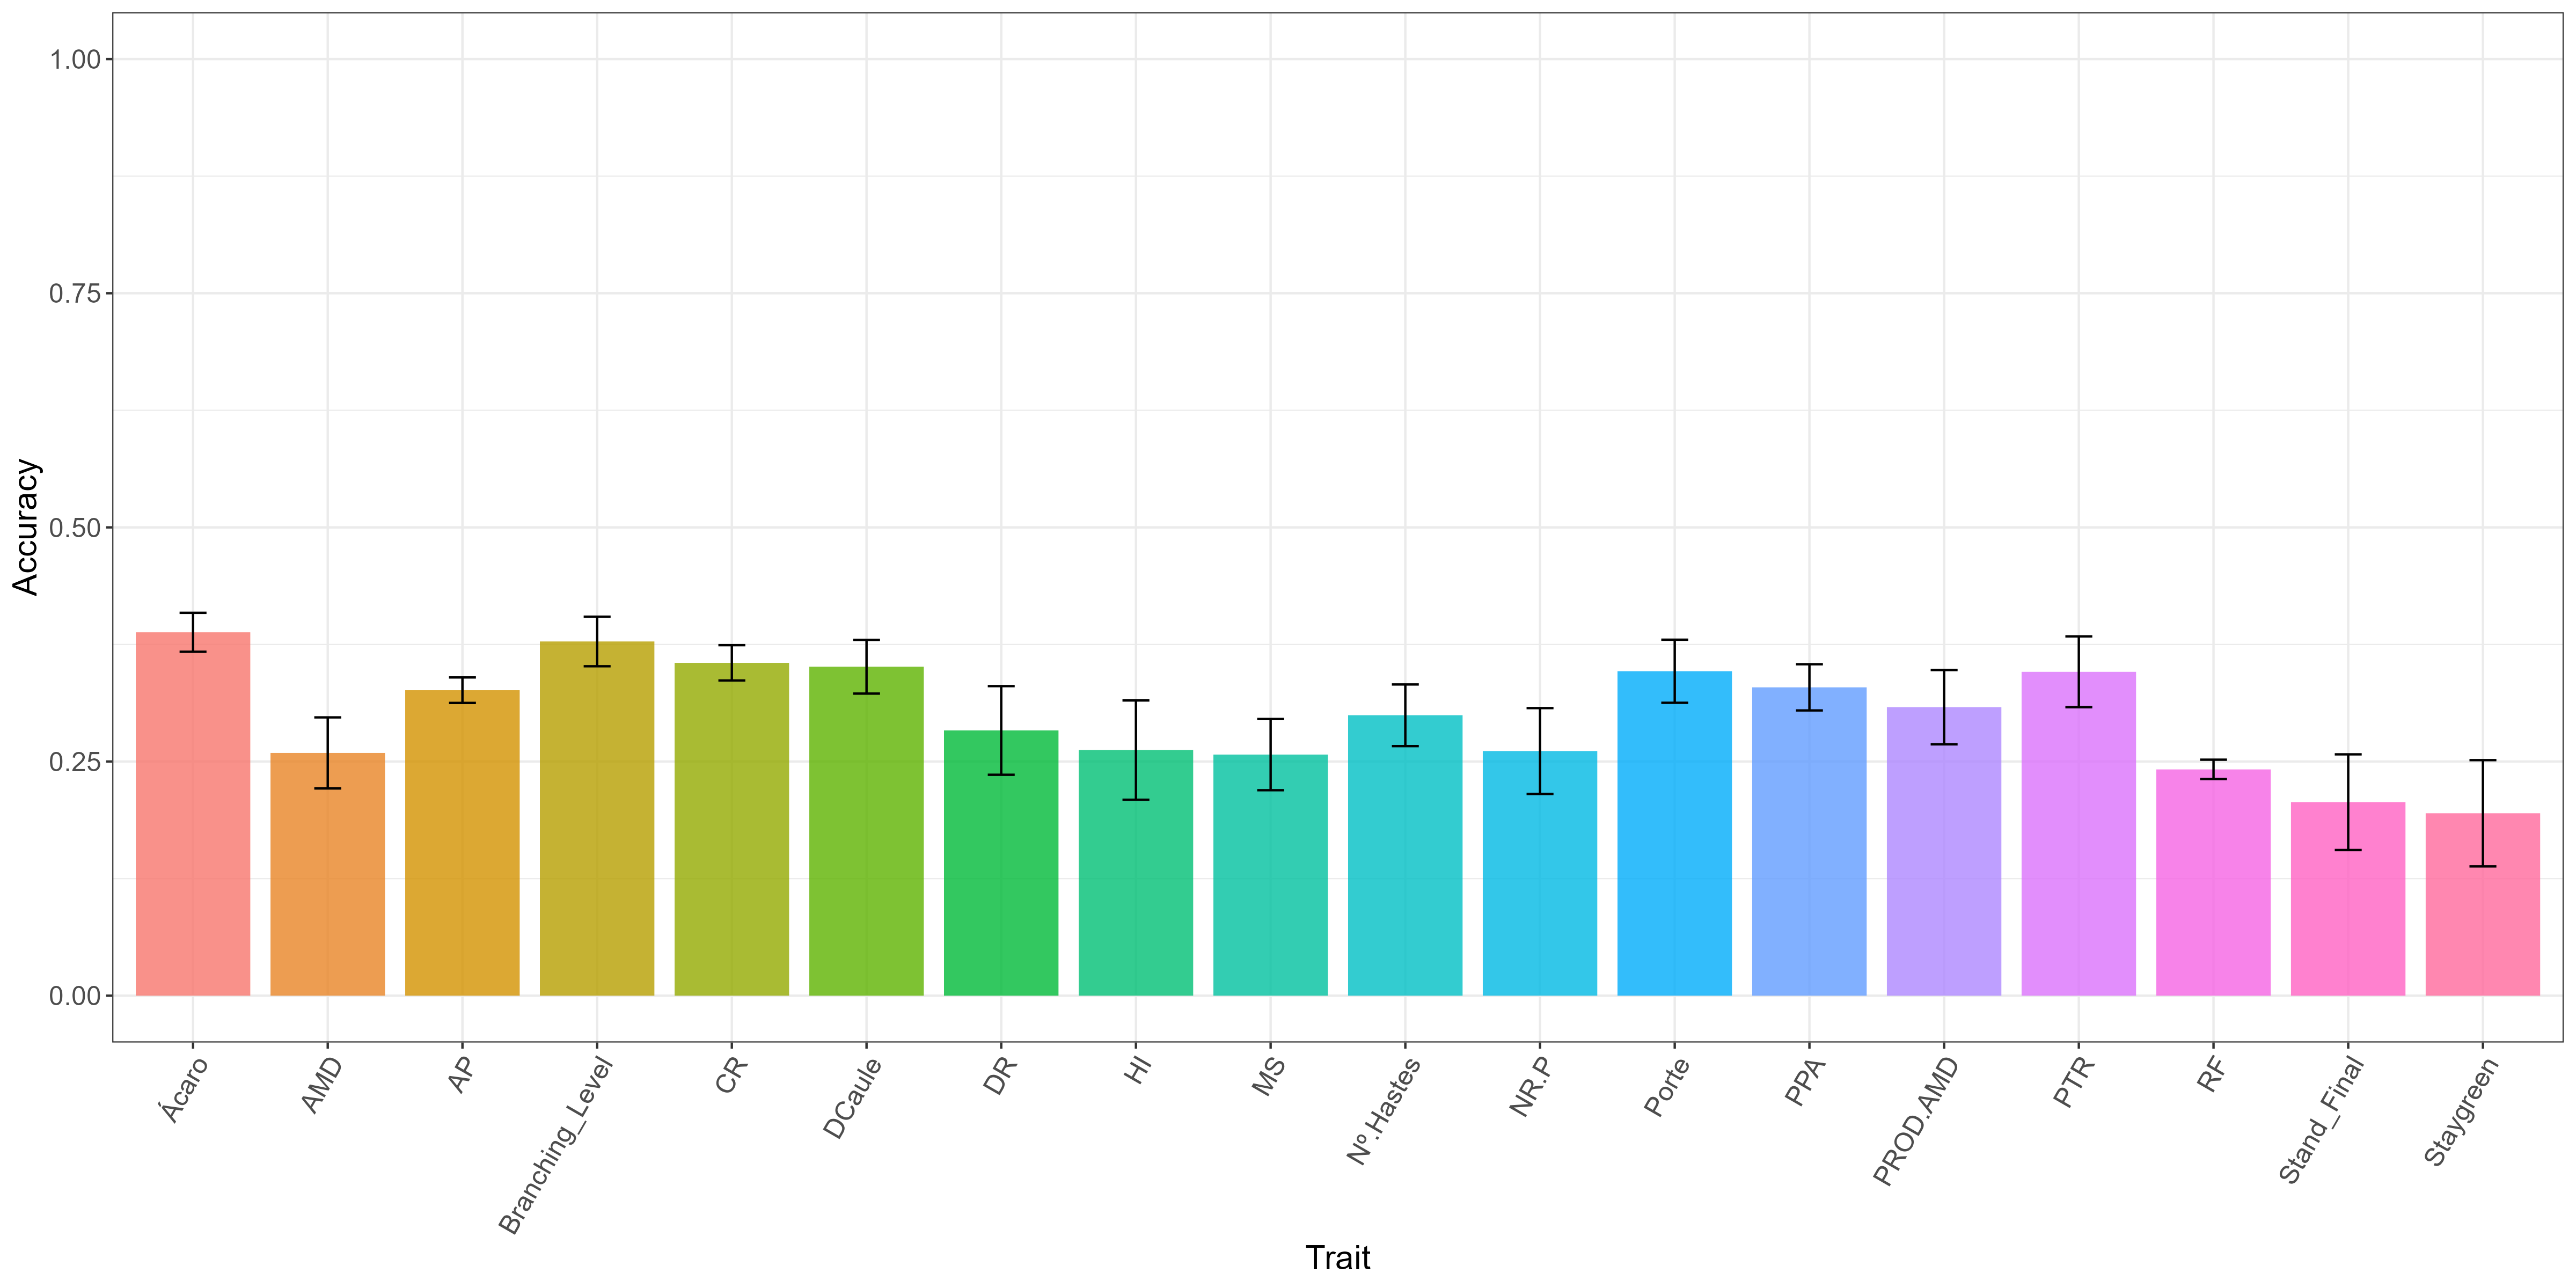 1.00
0.75
0.50
0.25
0.00
Accuracy
Ácaro
AMD
AP
Branching_Level
CR
DCaule
DR
HI
MS
Nº.Hastes
NR.P
Porte
PPA
PROD.AMD
PTR
RF
Stand_Final
Staygreen
Trait